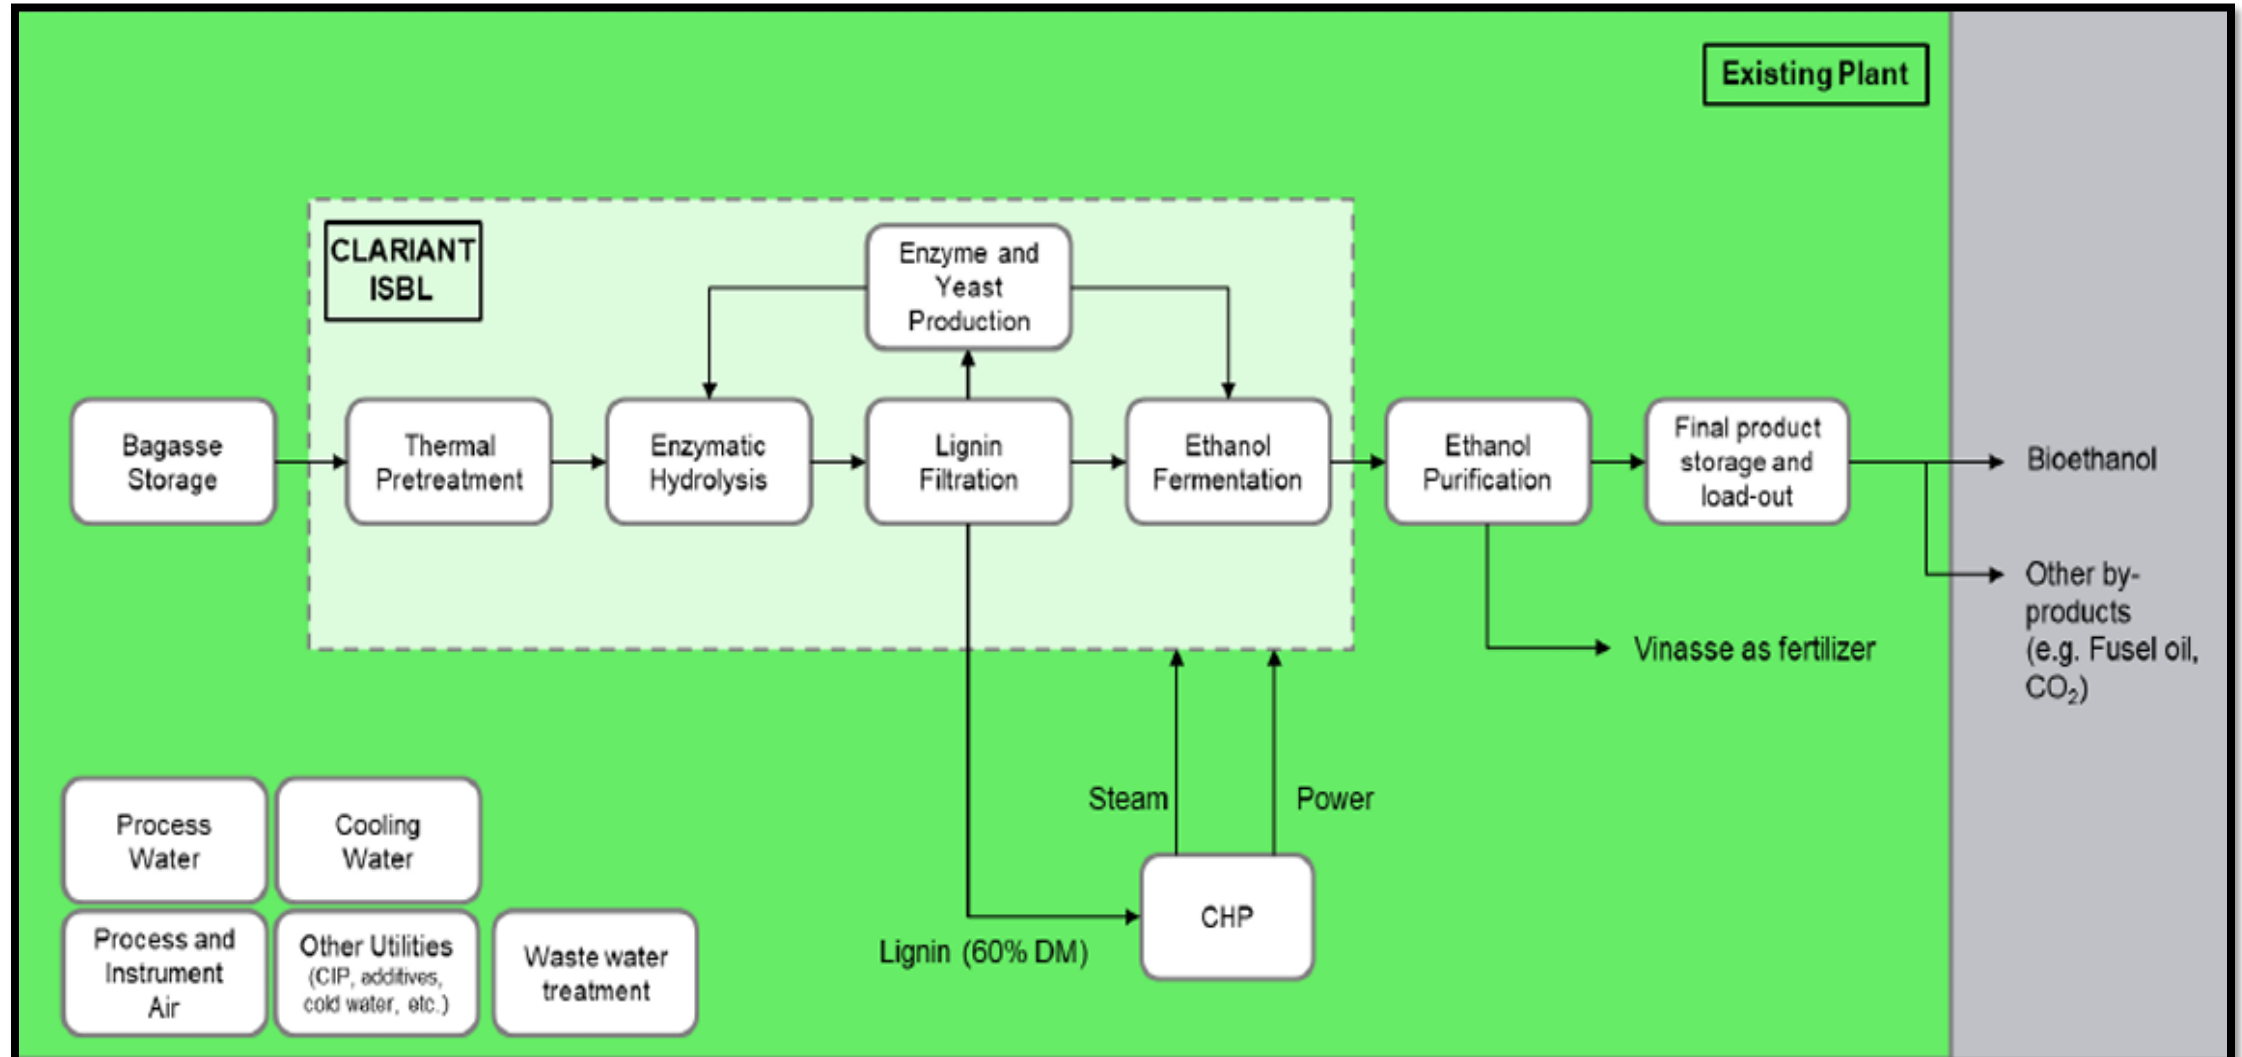 Existing Plant
CLARIANT
ISBL
Enzyme and
Yeast
Production
Bagasse
Storage
Thermal
Pretreatment
Enzymatic
Hydrolysis
Lignin
Filtration
Ethanol
Fermentation
Ethanol
Purification
Final product
storage and
load-out
Bioethanol
Other by-
products
(e.g. Fusel oil,
CO₂)
Vinasse as fertilizer
Steam
Power
CHP
Lignin (60% DM)
Process
Water
Cooling
Water
Process and
Instrument
Air
Other Utilities
(CIP, additives,
cold water, etc.)
Waste water
treatment